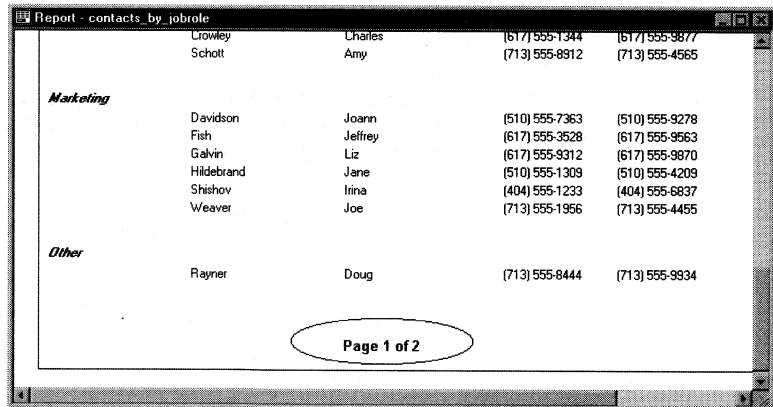 Report - contacts_by_jobrole
Crowley Charles (617) 555-1344 (617) 555-9877
Schott Amy (713) 555-8912 (713) 555-4565
Marketing
Davidson Joann (510) 555-7363 (510) 555-9278
Fish Jeffrey (617) 555-3528 (617) 555-9563
Galvin Liz (617) 555-9312 (617) 555-9870
Hildebrand Jane (510) 555-1309 (510) 555-4209
Shishov Irina (404) 555-1233 (404) 555-6837
Weaver Joe (713) 555-1956 (713) 555-4455
Other
Rayner Doug (713) 555-8444 (713) 555-9934
Page 1 of 2